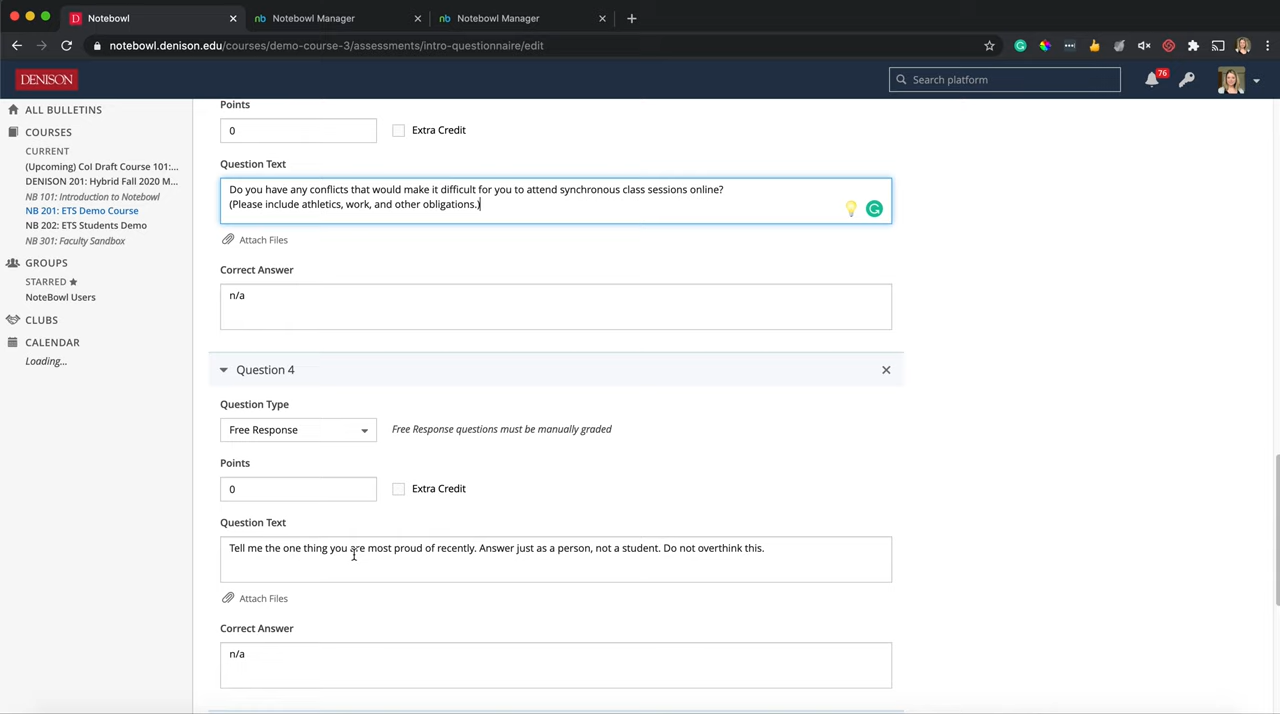 Notebowl
Notebowl Manager
Notebowl Manager
notebowl.denison.edu/courses/demo-course-3/assessments/intro-questionnaire/edit
DENISON
Search platform
76
ALL BULLETINS
COURSES
CURRENT
(Upcoming) CoI Draft Course 101:...
DENISON 201: Hybrid Fall 2020 M...
NB 101: Introduction to Notebowl
NB 201: ETS Demo Course
NB 202: ETS Students Demo
NB 301: Faculty Sandbox
GROUPS
STARRED
NoteBowl Users
CLUBS
CALENDAR
Loading...
Points
0
Extra Credit
Question Text
Do you have any conflicts that would make it difficult for you to attend synchronous class sessions online?
(Please include athletics, work, and other obligations.)
Attach Files
Correct Answer
n/a
Question 4
Question Type
Free Response
Free Response questions must be manually graded
Points
0
Extra Credit
Question Text
Tell me the one thing you are most proud of recently. Answer just as a person, not a student. Do not overthink this.
Attach Files
Correct Answer
n/a